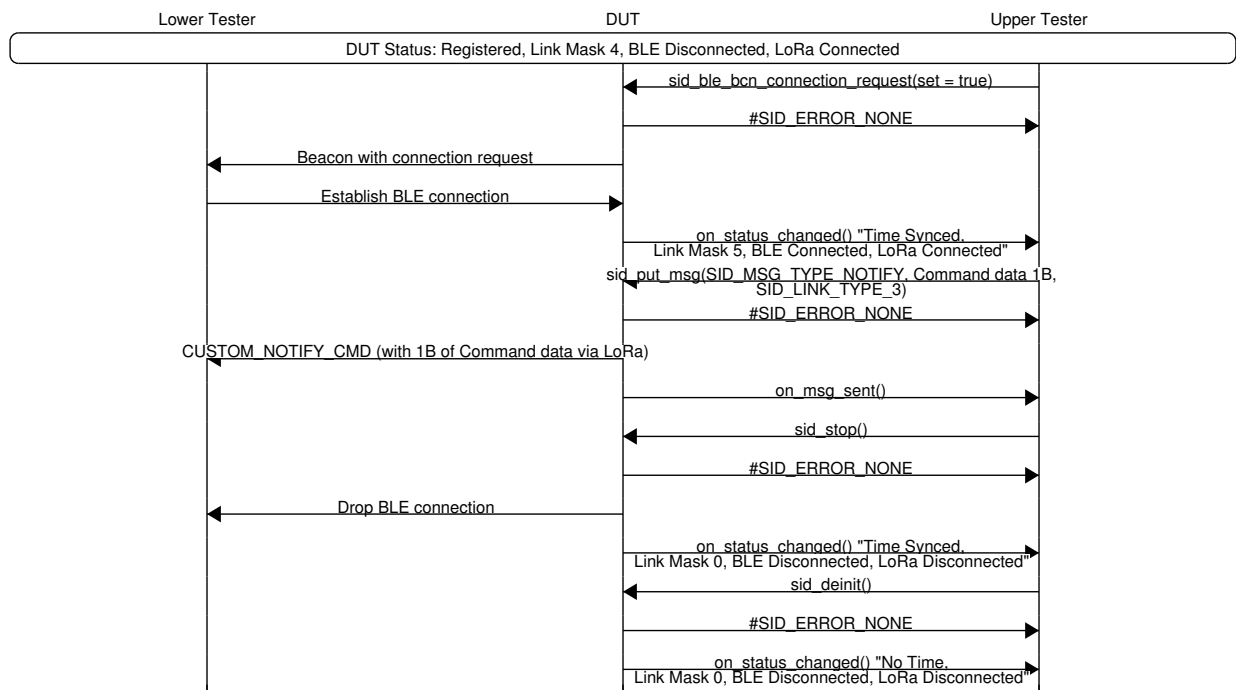 Lower Tester DUT Upper Tester
DUT Status: Registered, Link Mask 4, BLE Disconnected, LoRa Connected
sid_ble_bcn_connection_request(set = true)
#SID_ERROR_NONE
Beacon with connection request
Establish BLE connection
on_status_changed() "Time Synced,
Link Mask 5, BLE Connected, LoRa Connected"
sid_put_msg(SID_MSG_TYPE_NOTIFY, Command data 1B,
SID_LINK_TYPE_3)
#SID_ERROR_NONE
CUSTOM_NOTIFY_CMD (with 1B of Command data via LoRa)
on_msg_sent()
sid_stop()
#SID_ERROR_NONE
Drop BLE connection
on_status_changed() "Time Synced,
Link Mask 0, BLE Disconnected, LoRa Disconnected"
sid_deinit()
#SID_ERROR_NONE
on_status_changed() "No Time,
Link Mask 0, BLE Disconnected, LoRa Disconnected"